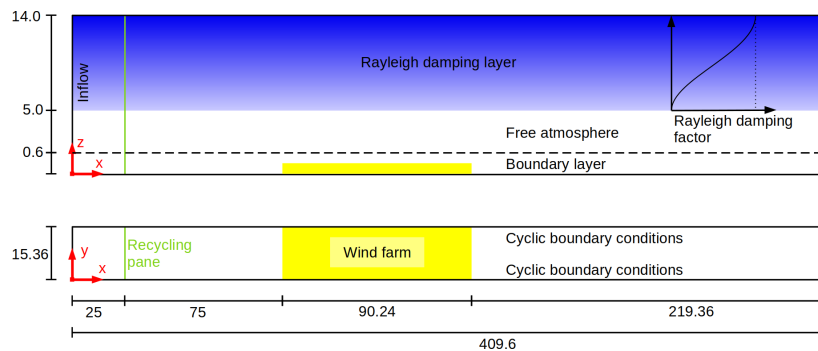 14.0
Inflow
Rayleigh damping layer
5.0
Rayleigh damping
factor
Free atmosphere
z
0.6
x
Boundary layer
15.36
y
x
Recycling
pane
Wind farm
Cyclic boundary conditions
Cyclic boundary conditions
25
75
90.24
219.36
409.6